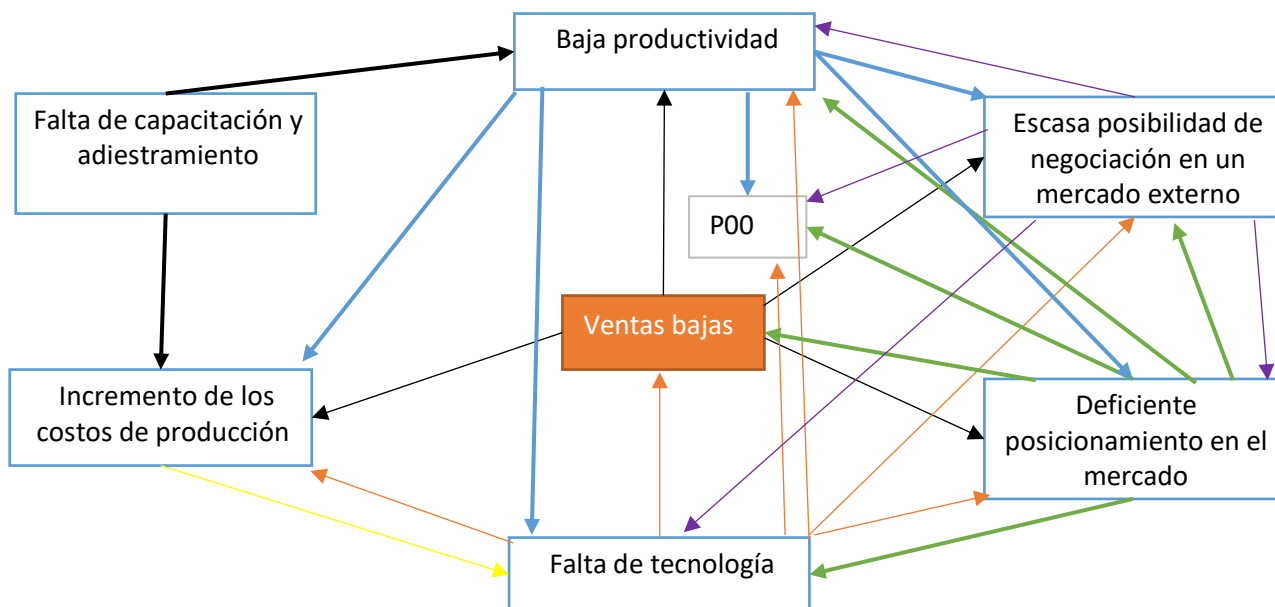 Baja productividad
Falta de capacitación y
adiestramiento
Escasa posibilidad de
negociación en un
mercado externo
P00
Ventas bajas
Incremento de los
costos de producción
Deficiente
posicionamiento en el
mercado
Falta de tecnología